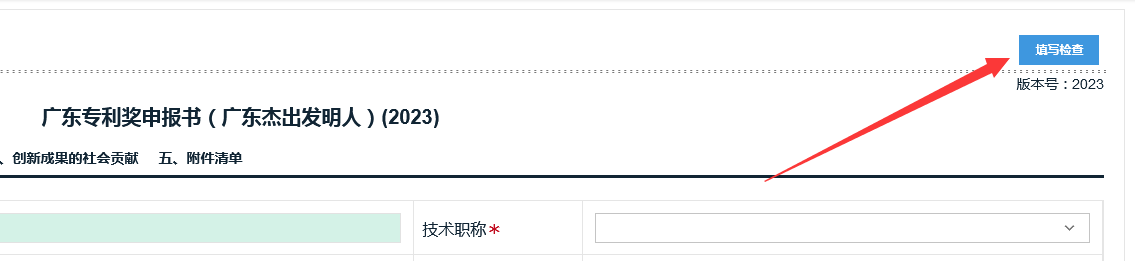 填写检查
版本号：2023
广东专利奖申报书（广东杰出发明人）(2023)
、创新成果的社会贡献 五、附件清单
技术职称*